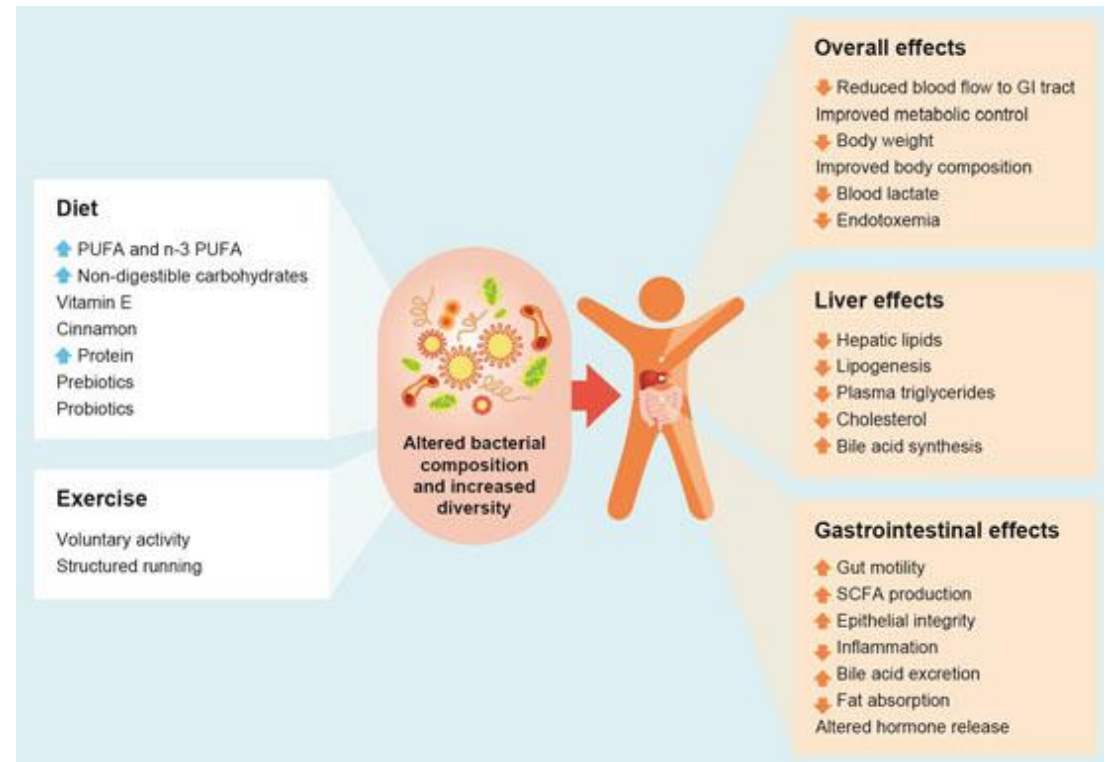 Diet
PUFA and n-3 PUFA
Non-digestible carbohydrates
Vitamin E
Cinnamon
Protein
Prebiotics
Probiotics
Exercise
Voluntary activity
Structured running
Altered bacterial
composition
and increased
diversity
Overall effects
Reduced blood flow to GI tract
Improved metabolic control
Body weight
Improved body composition
Blood lactate
Endotoxemia
Liver effects
Hepatic lipids
Lipogenesis
Plasma triglycerides
Cholesterol
Bile acid synthesis
Gastrointestinal effects
Gut motility
SCFA production
Epithelial integrity
Inflammation
Bile acid excretion
Fat absorption
Altered hormone release